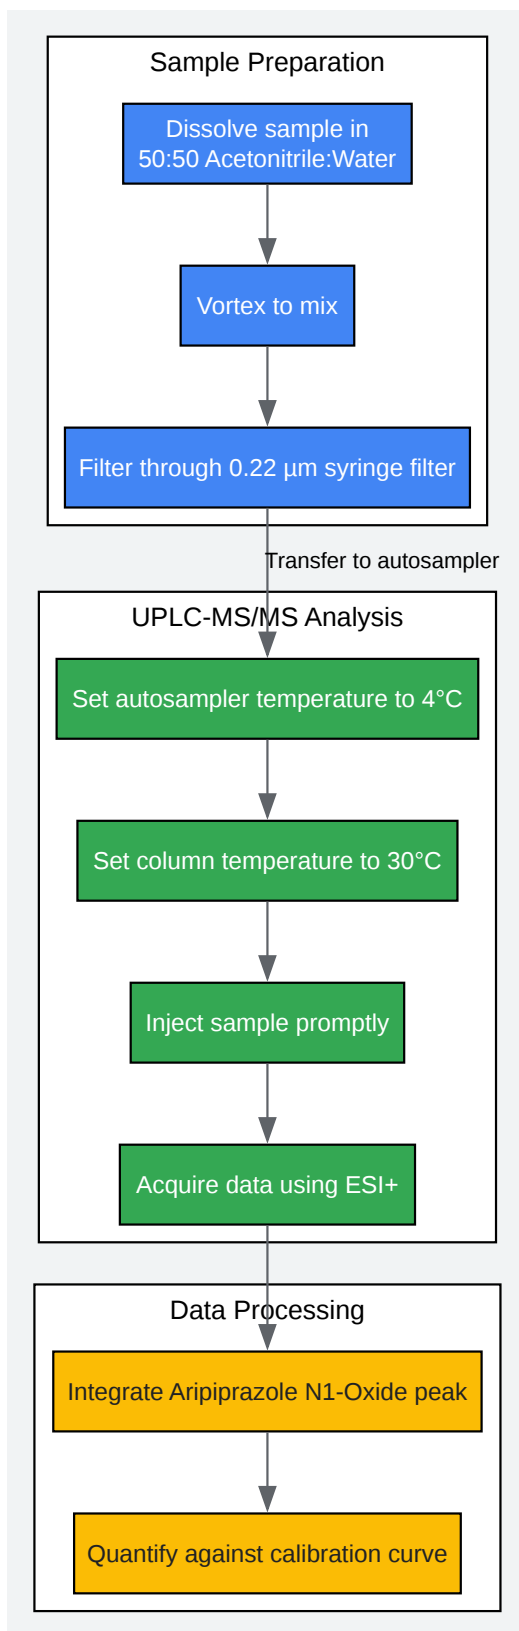 Sample Preparation
Dissolve sample in
50:50 Acetonitrile:Water
Vortex to mix
Filter through 0.22 µm syringe filter
Transfer to autosampler
UPLC-MS/MS Analysis
Set autosampler temperature to 4°C
Set column temperature to 30°C
Inject sample promptly
Acquire data using ESI+
Data Processing
Integrate Aripiprazole N1-Oxide peak
Quantify against calibration curve